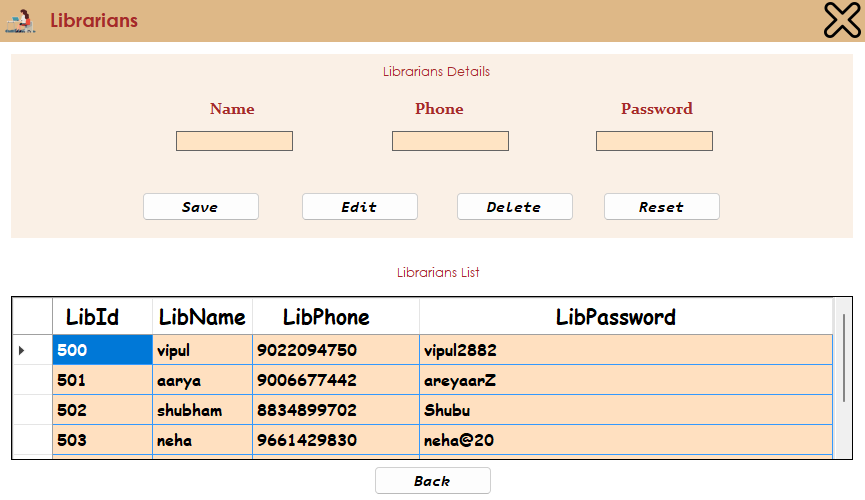 Librarians
Librarians Details
Name Phone Password
Save Edit Delete Reset
Librarians List
LibId LibName LibPhone LibPassword
500 vipul 9022094750 vipul2882
501 aarya 9006677442 areyaarZ
502 shubham 8834899702 Shubu
503 neha 9661429830 neha@20
Back